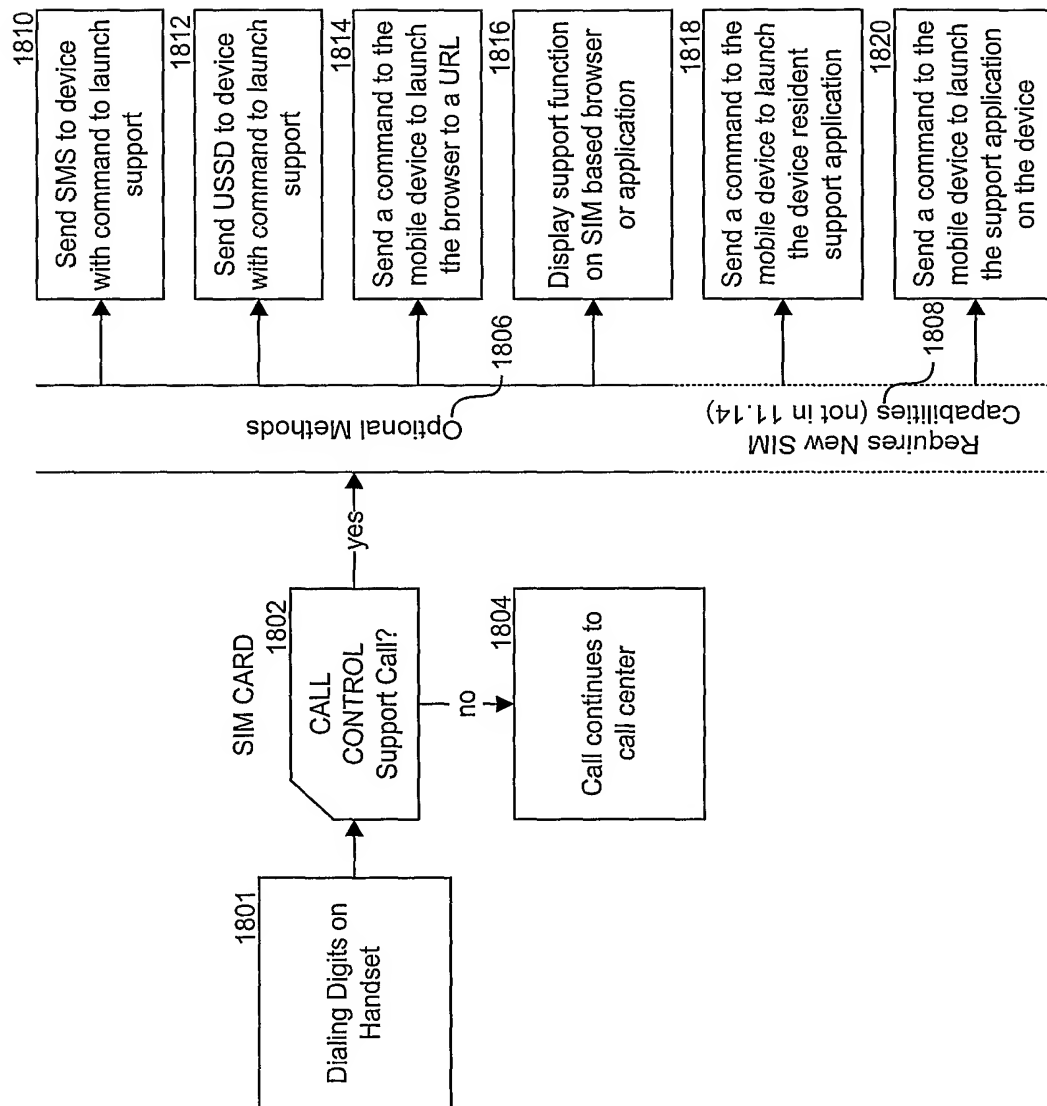 1801
Dialing Digits on
Handset
SIM CARD
1802
CALL
CONTROL
Support Call?
yes
no
1804
Call continues to
call center
Optional Methods
1806
Requires New SIM
Capabilities (not in 11.14)
1808
1810
Send SMS to device
with command to launch
support
1812
Send USSD to device
with command to launch
support
1814
Send a command to the
mobile device to launch
the browser to a URL
1816
Display support function
on SIM based browser
or application
1818
Send a command to the
mobile device to launch
the device resident
support application
1820
Send a command to the
mobile device to launch
the support application
on the device